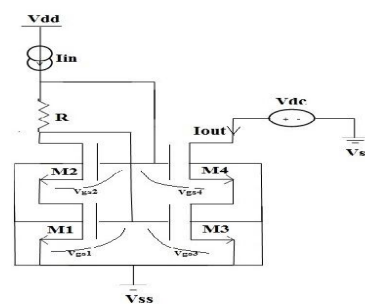 Vdd
Iin
Vdc
R
Iout
+ -
Vs
M2
M4
Vgs2
Vgs4
M1
M3
Vgs1
Vgs3
Vss